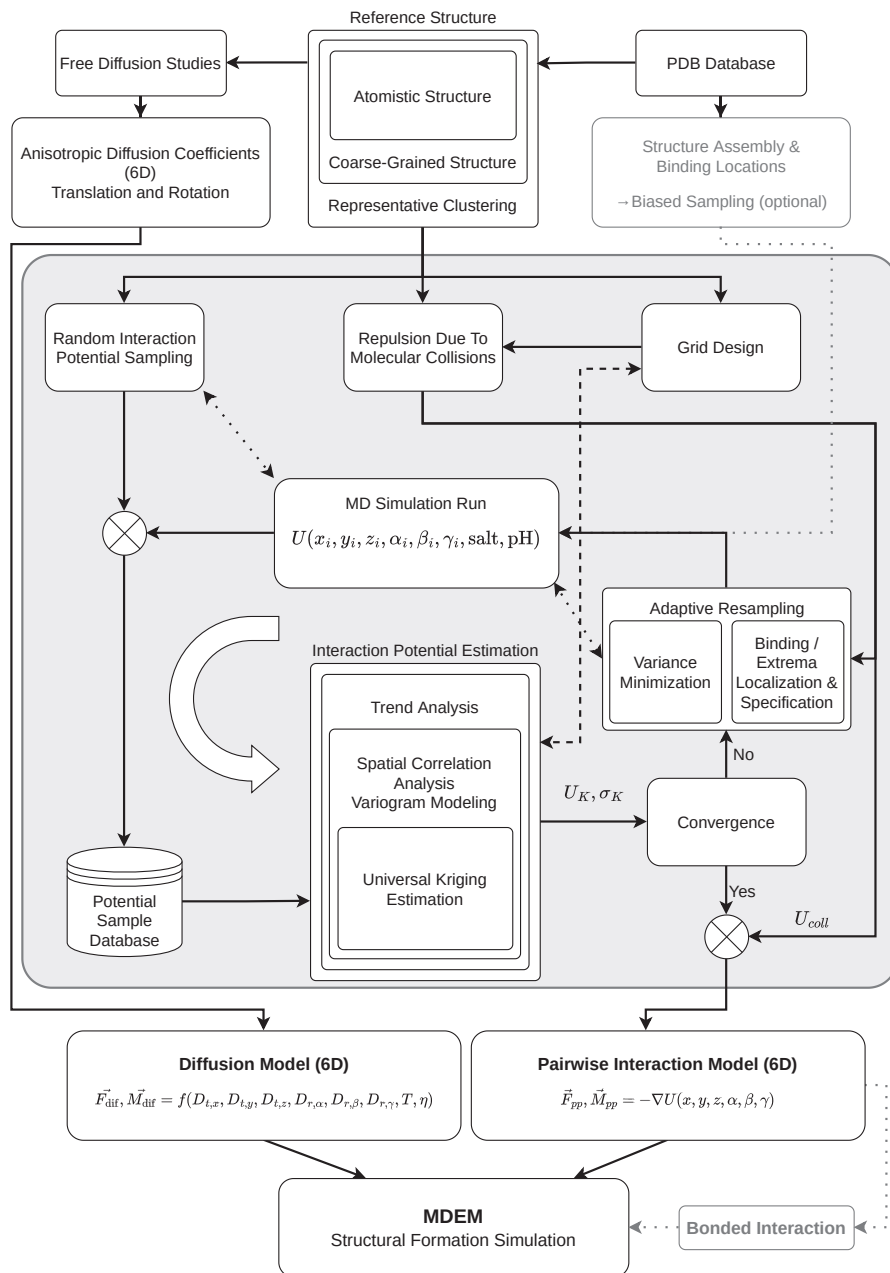 Reference Structure
Free Diffusion Studies
PDB Database
Atomistic Structure
Coarse-Grained Structure
Representative Clustering
Anisotropic Diffusion Coefficients
(6D)
Translation and Rotation
Structure Assembly &
Binding Locations
→Biased Sampling (optional)
Random Interaction
Potential Sampling
Repulsion Due To
Molecular Collisions
Grid Design
MD Simulation Run
U(x_i, y_i, z_i, α_i, β_i, γ_i, salt, pH)
Adaptive Resampling
Variance
Minimization
Binding /
Extrema
Localization &
Specification
Interaction Potential Estimation
Trend Analysis
Spatial Correlation
Analysis
Variogram Modeling
Universal Kriging
Estimation
No
U_K, σ_K
Convergence
Yes
U_coll
Potential
Sample
Database
Diffusion Model (6D)
F⃗_dif, M⃗_dif = f(D_t,x, D_t,y, D_t,z, D_r,α, D_r,β, D_r,γ, T, η)
Pairwise Interaction Model (6D)
F⃗_pp, M⃗_pp = −∇U(x, y, z, α, β, γ)
MDEM
Structural Formation Simulation
Bonded Interaction